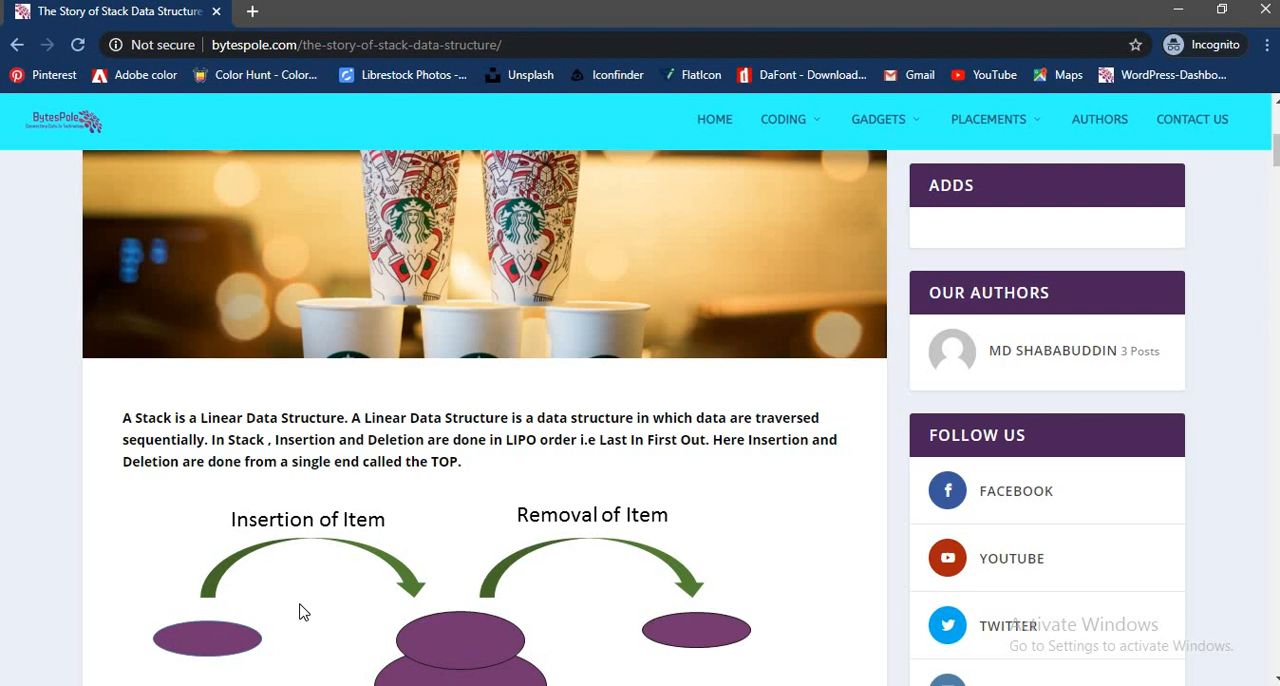 The Story of Stack Data Structure
Not secure bytespole.com/the-story-of-stack-data-structure/ Incognito
Pinterest Adobe color Color Hunt - Color... Librestock Photos -... Unsplash Iconfinder FlatIcon DaFont - Download... Gmail YouTube Maps WordPress-Dashbo...
BytesPole
HOME CODING GADGETS PLACEMENTS AUTHORS CONTACT US
ADDS
OUR AUTHORS
MD SHABABUDDIN 3 Posts
FOLLOW US
FACEBOOK
YOUTUBE
TWITTER
A Stack is a Linear Data Structure. A Linear Data Structure is a data structure in which data are traversed
sequentially. In Stack , Insertion and Deletion are done in LIPO order i.e Last In First Out. Here Insertion and
Deletion are done from a single end called the TOP.
Insertion of Item
Removal of Item
Activate Windows
Go to Settings to activate Windows.